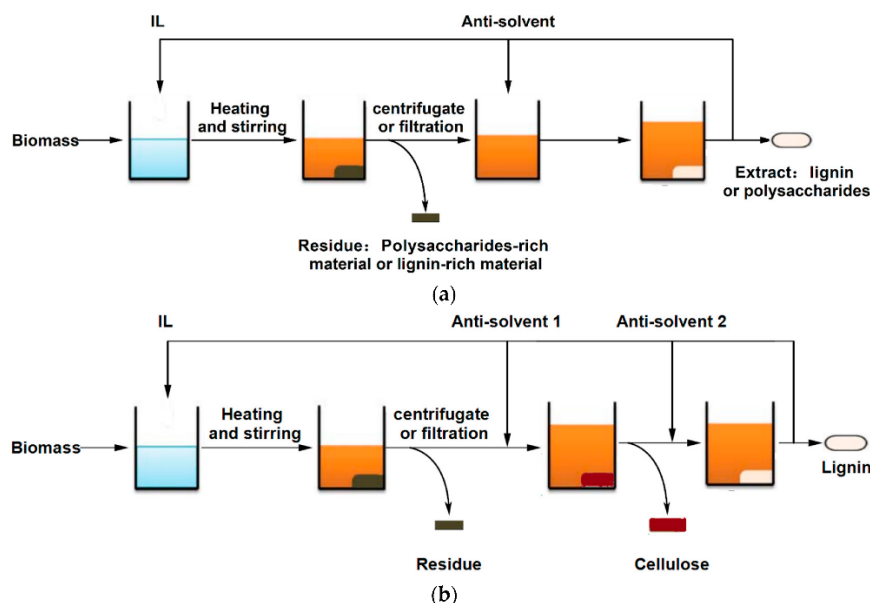 IL
Anti-solvent
Biomass
Heating
and stirring
centrifugate
or filtration
Extract: lignin
or polysaccharides
Residue: Polysaccharides-rich
material or lignin-rich material
(a)
IL
Anti-solvent 1
Anti-solvent 2
Biomass
Heating
and stirring
centrifugate
or filtration
Lignin
Residue
Cellulose
(b)